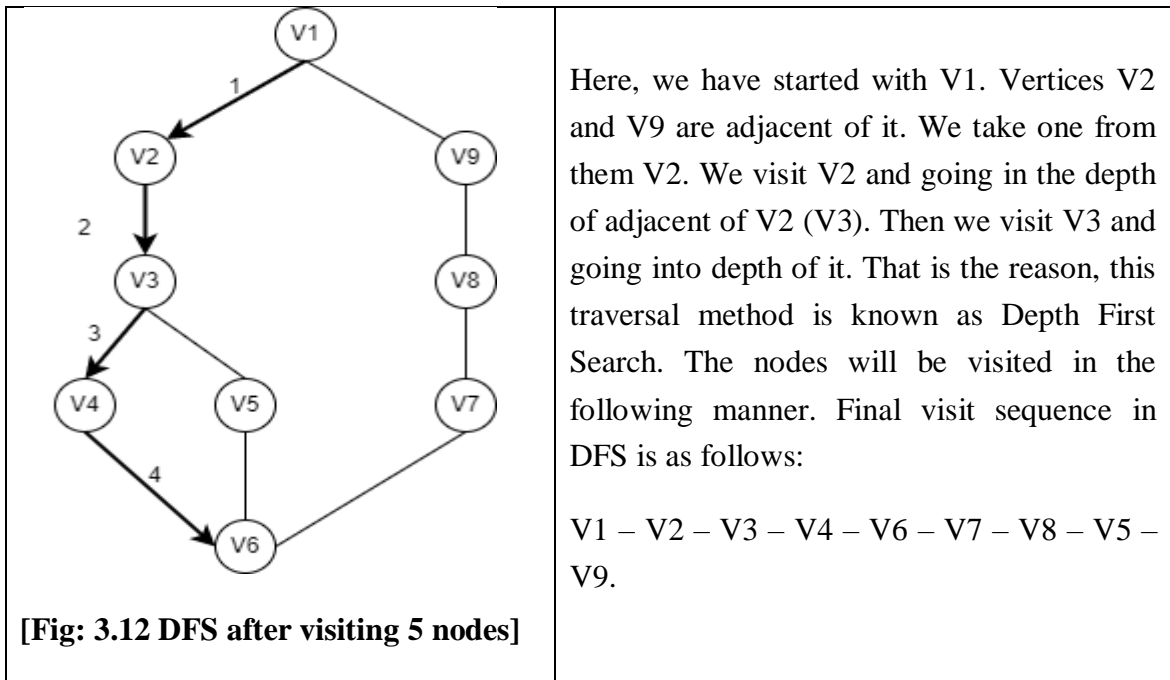 V1
1
V2
V9
2
V3
V8
3
V4
V5
V7
4
V6
[Fig: 3.12 DFS after visiting 5 nodes]
Here, we have started with V1. Vertices V2
and V9 are adjacent of it. We take one from
them V2. We visit V2 and going in the depth
of adjacent of V2 (V3). Then we visit V3 and
going into depth of it. That is the reason, this
traversal method is known as Depth First
Search. The nodes will be visited in the
following manner. Final visit sequence in
DFS is as follows:
V1 – V2 – V3 – V4 – V6 – V7 – V8 – V5 –
V9.